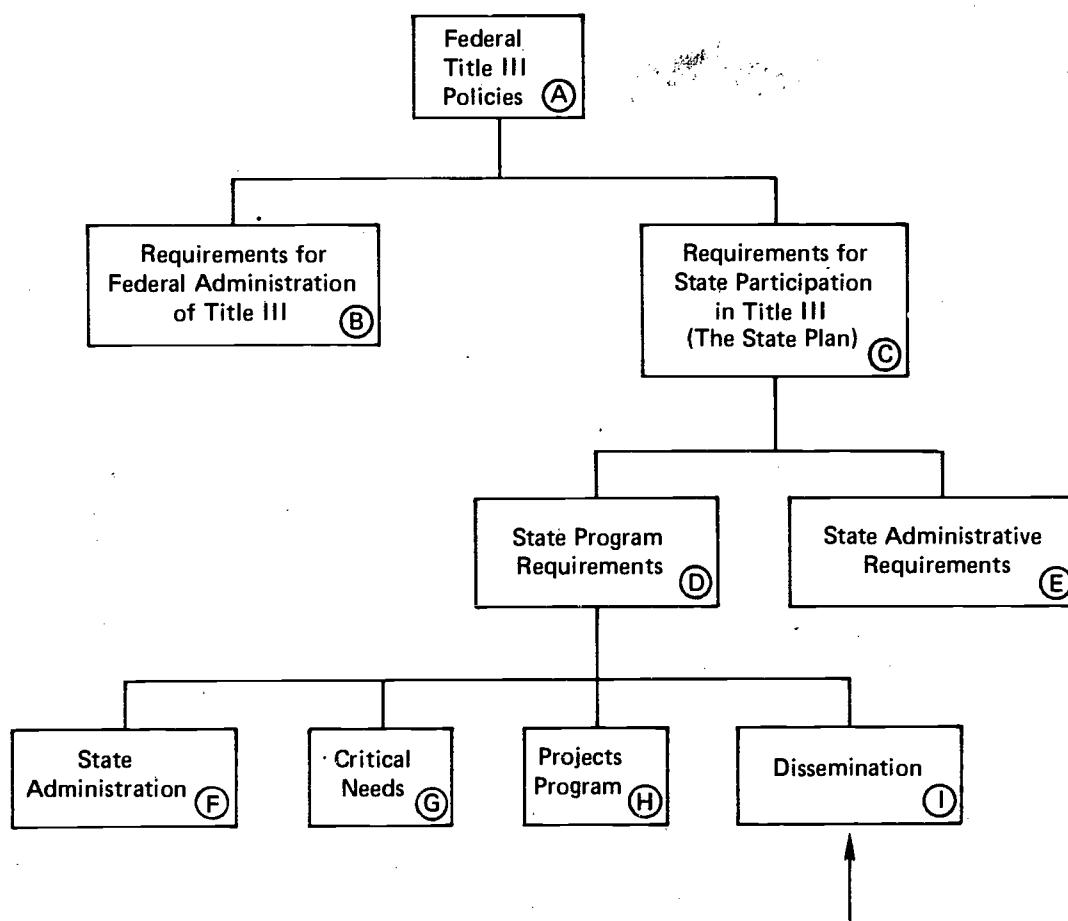 Federal
Title III
Policies A
Requirements for
Federal Administration
of Title III B
Requirements for
State Participation
in Title III
(The State Plan) C
State Program
Requirements D
State Administrative
Requirements E
State
Administration F
Critical
Needs G
Projects
Program H
Dissemination I